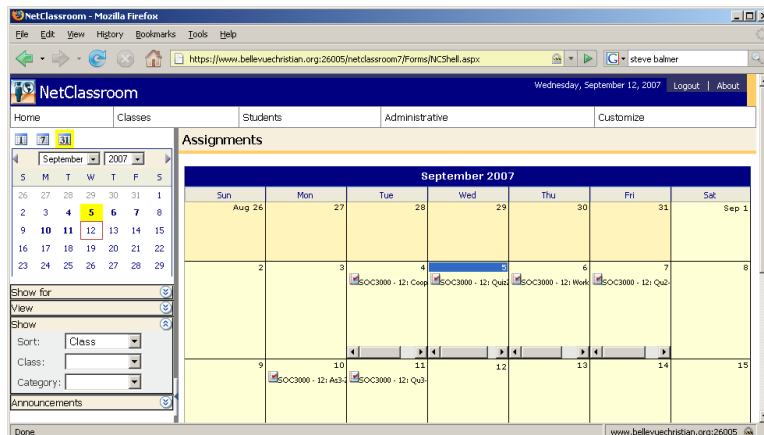 NetClassroom - Mozilla Firefox
File Edit View History Bookmarks Tools Help
https://www.bellevuechristian.org:26005/netclassroom7/Forms/NCShell.aspx
G steve balmer
NetClassroom
Wednesday, September 12, 2007 Logout | About
Home Classes Students Administrative Customize
1 7 31
Assignments
September 2007
S M T W T F S
26 27 28 29 30 31 1
2 3 4 5 6 7 8
9 10 11 12 13 14 15
16 17 18 19 20 21 22
23 24 25 26 27 28 29
Show for
View
Show
Sort: Class
Class:
Category:
Announcements
September 2007
Sun Mon Tue Wed Thu Fri Sat
Aug 26 27 28 29 30 31 Sep 1
2 3 4 5 6 7 8
SOC3000 - 12: Coop SOC3000 - 12: Quiz SOC3000 - 12: Work SOC3000 - 12: Qu2-
9 10 11 12 13 14 15
SOC3000 - 12: As3-2 SOC3000 - 12: Qu3-
Done www.bellevuechristian.org:26005